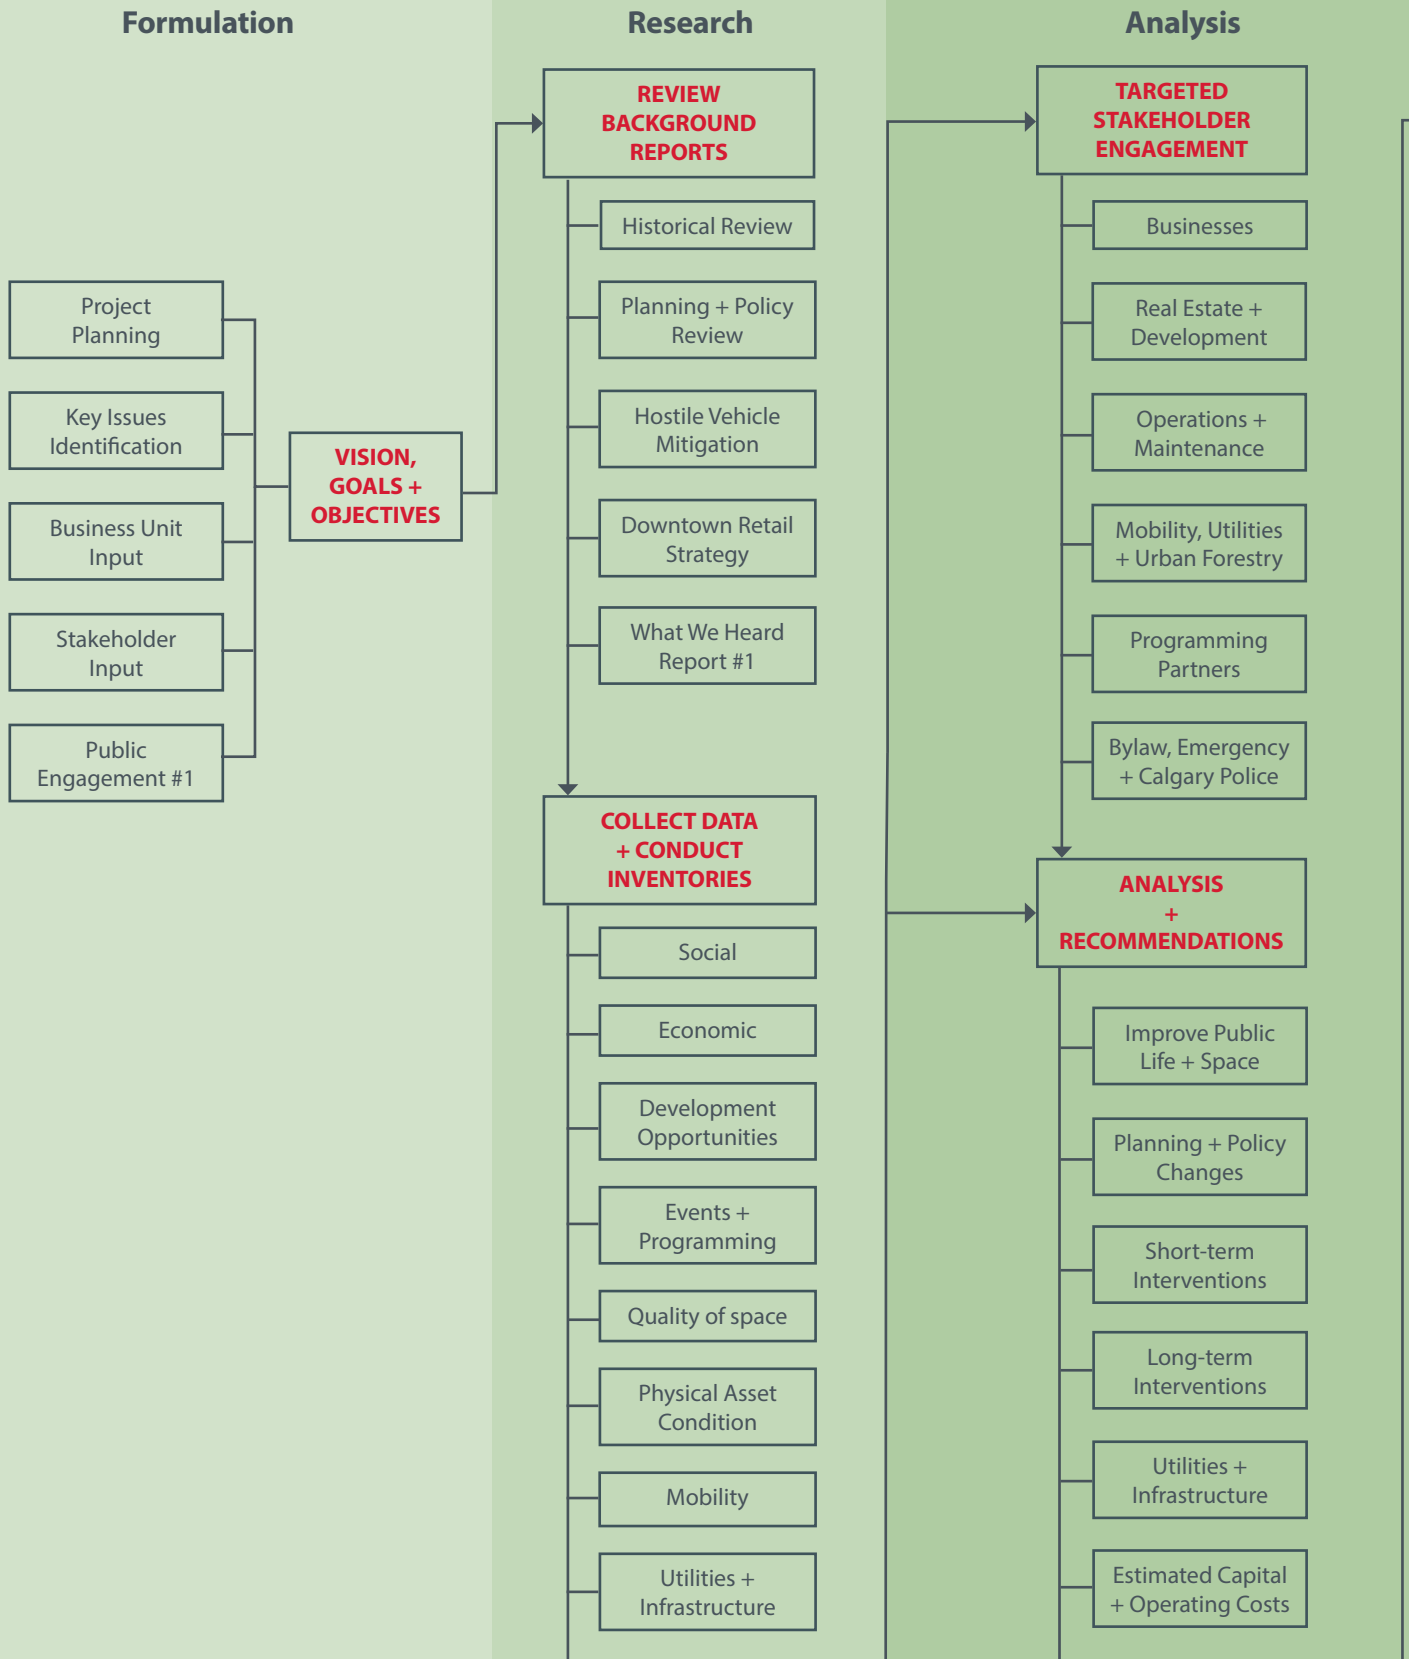 Formulation
Project
Planning
Key Issues
Identification
Business Unit
Input
Stakeholder
Input
Public
Engagement #1
VISION,
GOALS +
OBJECTIVES
Research
REVIEW
BACKGROUND
REPORTS
Historical Review
Planning + Policy
Review
Hostile Vehicle
Mitigation
Downtown Retail
Strategy
What We Heard
Report #1
COLLECT DATA
+ CONDUCT
INVENTORIES
Social
Economic
Development
Opportunities
Events +
Programming
Quality of space
Physical Asset
Condition
Mobility
Utilities +
Infrastructure
Analysis
TARGETED
STAKEHOLDER
ENGAGEMENT
Businesses
Real Estate +
Development
Operations +
Maintenance
Mobility, Utilities
+ Urban Forestry
Programming
Partners
Bylaw, Emergency
+ Calgary Police
ANALYSIS
+
RECOMMENDATIONS
Improve Public
Life + Space
Planning + Policy
Changes
Short-term
Interventions
Long-term
Interventions
Utilities +
Infrastructure
Estimated Capital
+ Operating Costs